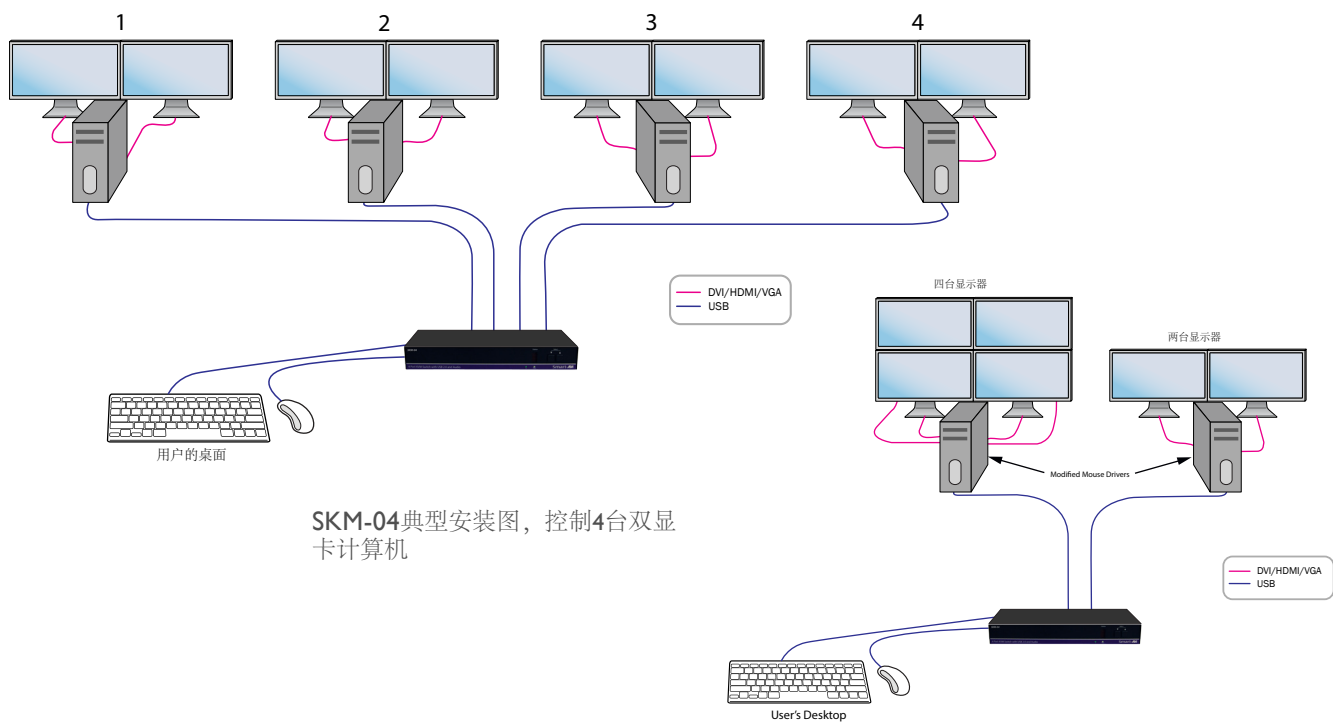 1
2
3
4
DVI/HDMI/VGA
USB
用户的桌面
SKM-04典型安装图，控制4台双显
卡计算机
四台显示器
两台显示器
Modified Mouse Drivers
DVI/HDMI/VGA
USB
User's Desktop